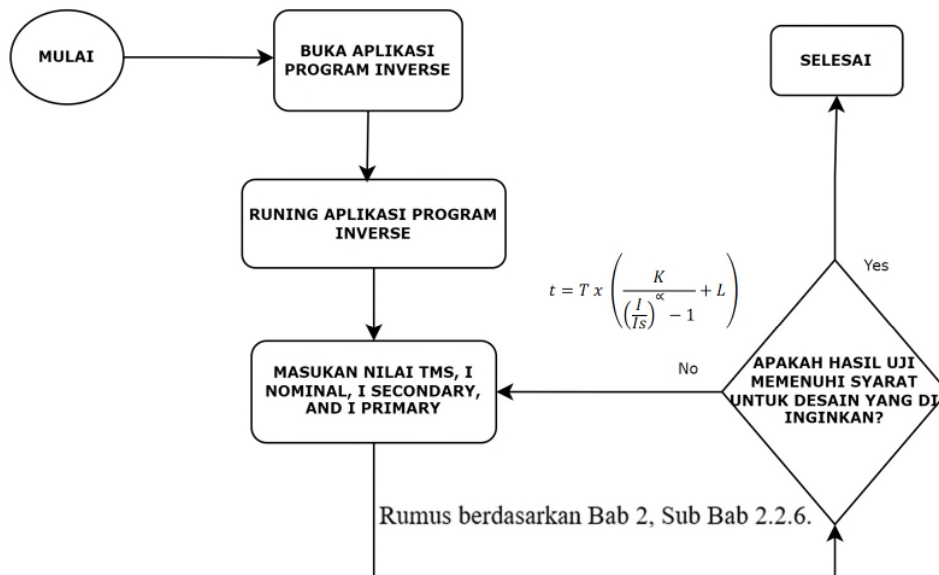 MULAI
BUKA APLIKASI
PROGRAM INVERSE
SELESAI
RUNING APLIKASI PROGRAM
INVERSE
t = T x ( K / ((I/Is)^∝ − 1) + L )
Yes
No
MASUKAN NILAI TMS, I
NOMINAL, I SECONDARY,
AND I PRIMARY
APAKAH HASIL UJI
MEMENUHI SYARAT
UNTUK DESAIN YANG DI
INGINKAN?
Rumus berdasarkan Bab 2, Sub Bab 2.2.6.